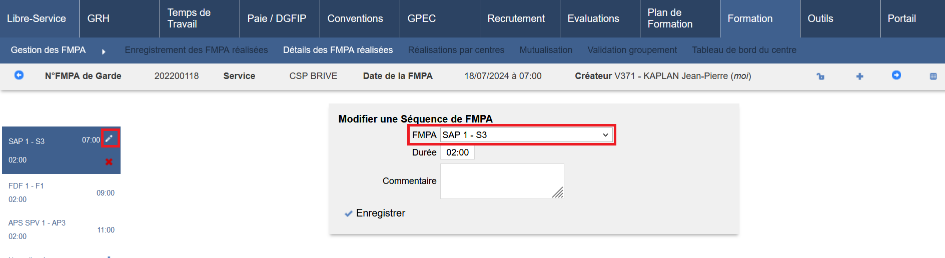 Libre-Service GRH Temps de Travail Paie / DGFIP Conventions GPEC Recrutement Evaluations Plan de Formation Formation Outils Portail
Gestion des FMPA Enregistrement des FMPA réalisées Détails des FMPA réalisées Réalisations par centres Mutualisation Validation groupement Tableau de bord du centre
N°FMPA de Garde 202200118 Service CSP BRIVE Date de la FMPA 18/07/2024 à 07:00 Créateur V371 - KAPLAN Jean-Pierre (moi)
SAP 1 - S3 07:00
02:00
FDF 1 - F1
02:00
09:00
APS SPV 1 - AP3
02:00
11:00
Modifier une Séquence de FMPA
FMPA SAP 1 - S3
Durée 02:00
Commentaire
Enregistrer